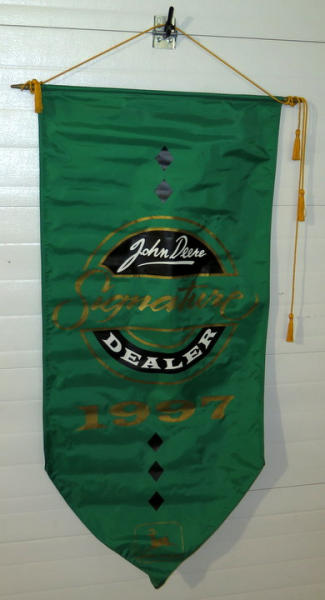 John Deere
Signature
DEALER
1997